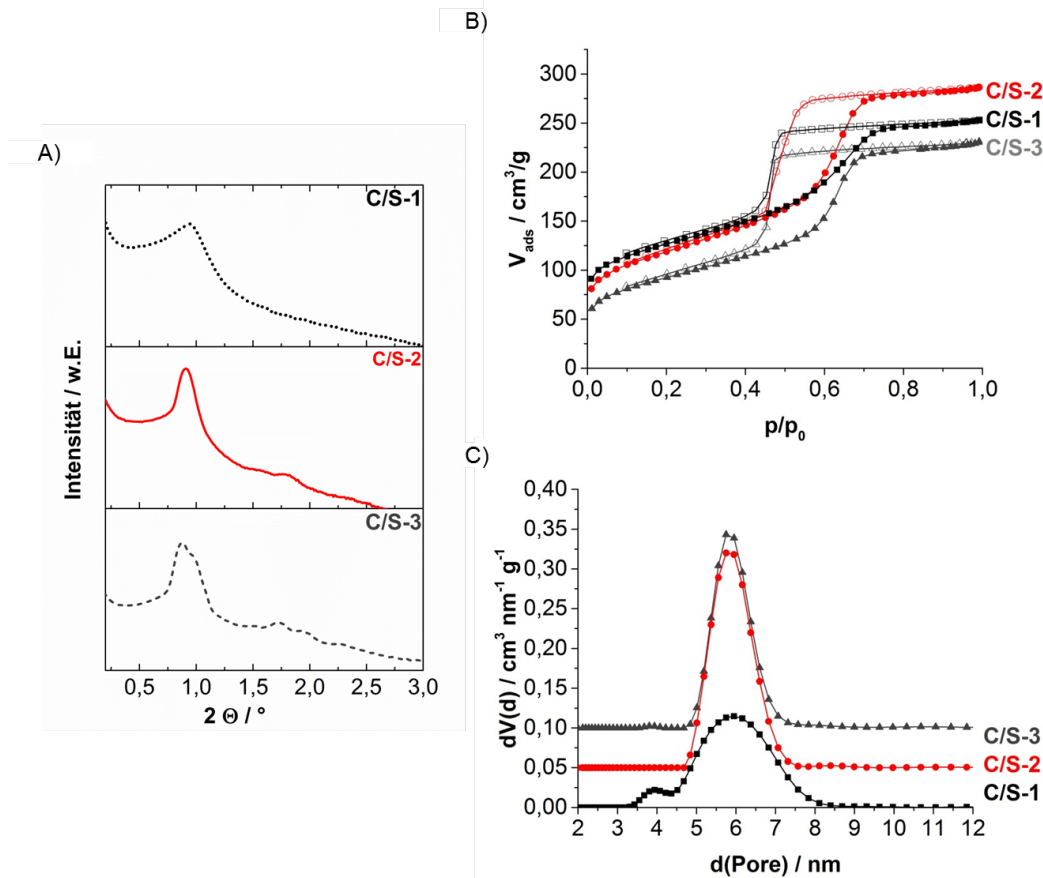 A)
C/S-1
C/S-2
C/S-3
Intensität / w.E.
0,5 1,0 1,5 2,0 2,5 3,0
2 Θ / °
B)
300
250
200
150
100
50
0
V_ads / cm³/g
C/S-2
C/S-1
C/S-3
0,0 0,2 0,4 0,6 0,8 1,0
p/p₀
C)
0,40
0,35
0,30
0,25
0,20
0,15
0,10
0,05
0,00
dV(d) / cm³ nm⁻¹ g⁻¹
C/S-3
C/S-2
C/S-1
2 3 4 5 6 7 8 9 10 11 12
d(Pore) / nm